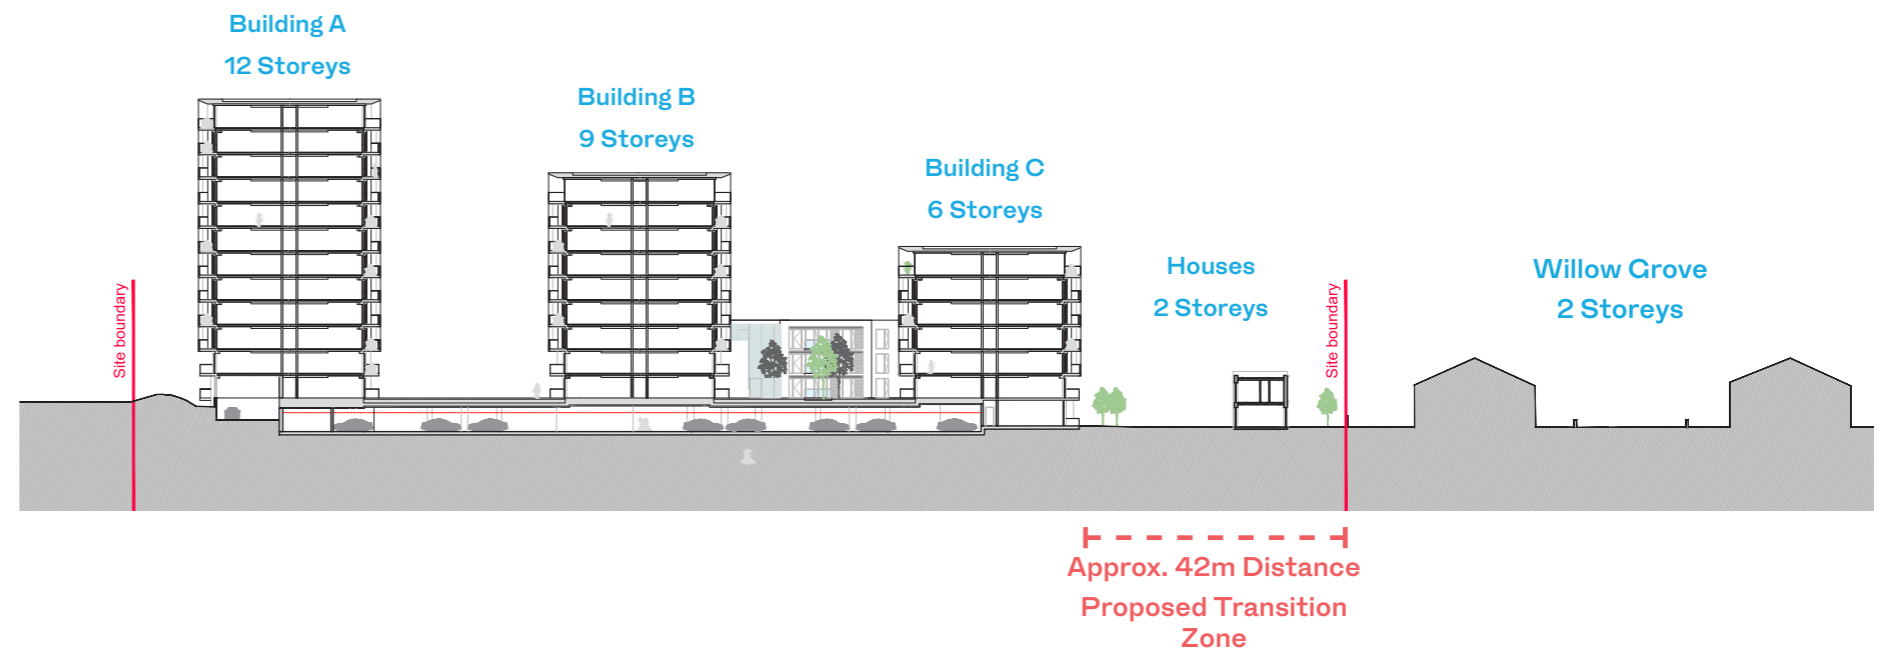 Building A
12 Storeys
Building B
9 Storeys
Building C
6 Storeys
Houses
2 Storeys
Willow Grove
2 Storeys
Site boundary
Site boundary
Approx. 42m Distance
Proposed Transition
Zone